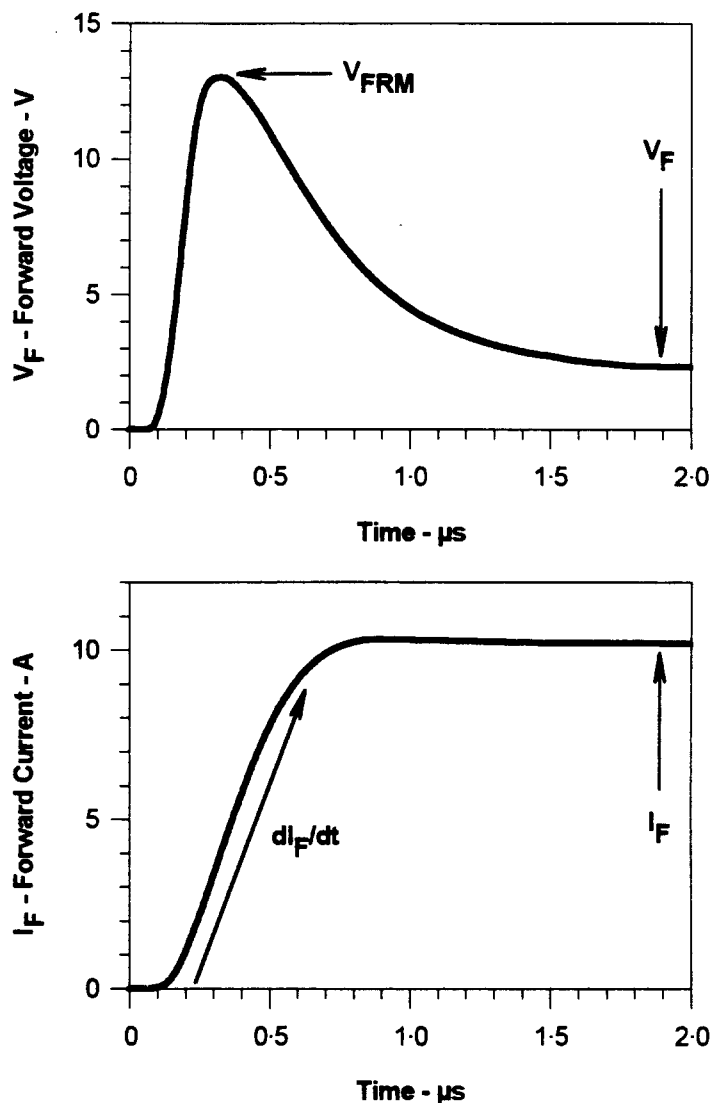 15
10
5
0
V_F - Forward Voltage - V
V_FRM
V_F
0 0·5 1·0 1·5 2·0
Time - µs
10
5
0
I_F - Forward Current - A
dI_F/dt
I_F
0 0·5 1·0 1·5 2·0
Time - µs